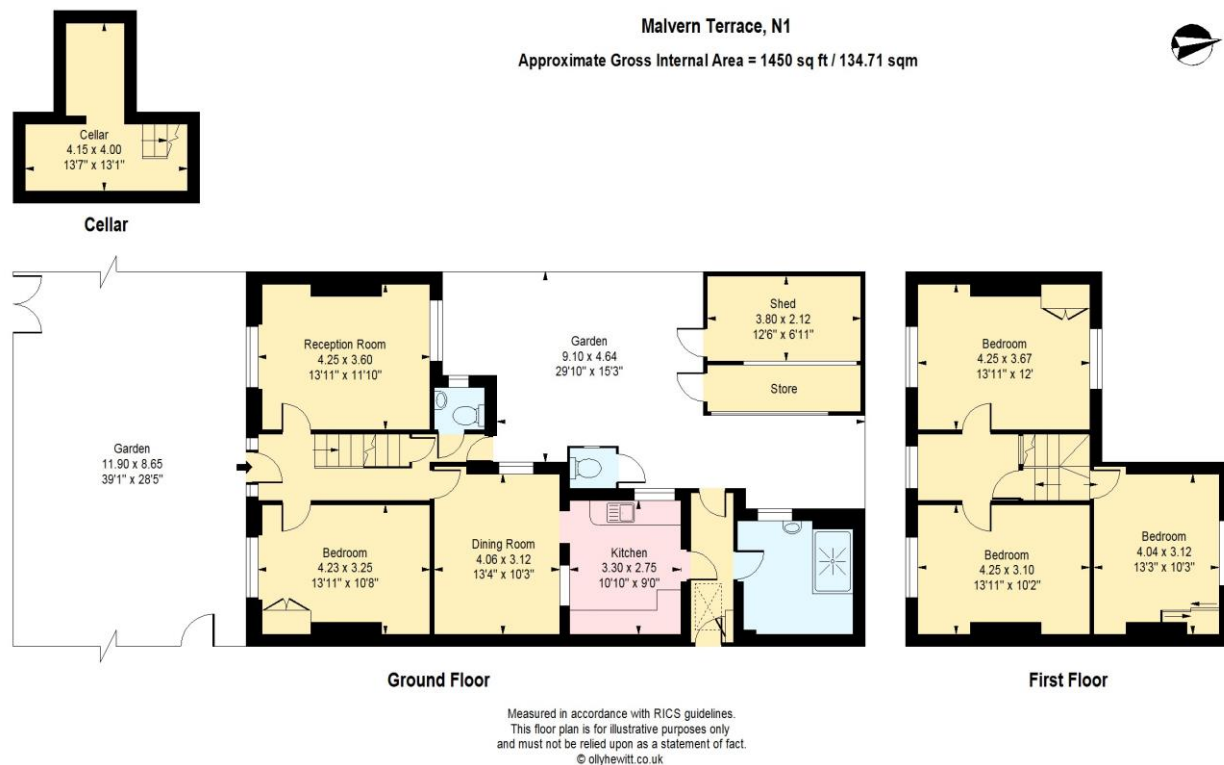 Malvern Terrace, N1
Approximate Gross Internal Area = 1450 sq ft / 134.71 sqm
Cellar
4.15 x 4.00
13'7" x 13'1"
Cellar
Garden
11.90 x 8.65
39'1" x 28'5"
Reception Room
4.25 x 3.60
13'11" x 11'10"
Garden
9.10 x 4.64
29'10" x 15'3"
Shed
3.80 x 2.12
12'6" x 6'11"
Store
Bedroom
4.23 x 3.25
13'11" x 10'8"
Dining Room
4.06 x 3.12
13'4" x 10'3"
Kitchen
3.30 x 2.75
10'10" x 9'0"
Ground Floor
Bedroom
4.25 x 3.67
13'11" x 12'
Bedroom
4.25 x 3.10
13'11" x 10'2"
Bedroom
4.04 x 3.12
13'3" x 10'3"
First Floor
Measured in accordance with RICS guidelines.
This floor plan is for illustrative purposes only
and must not be relied upon as a statement of fact.
© ollyhewitt.co.uk